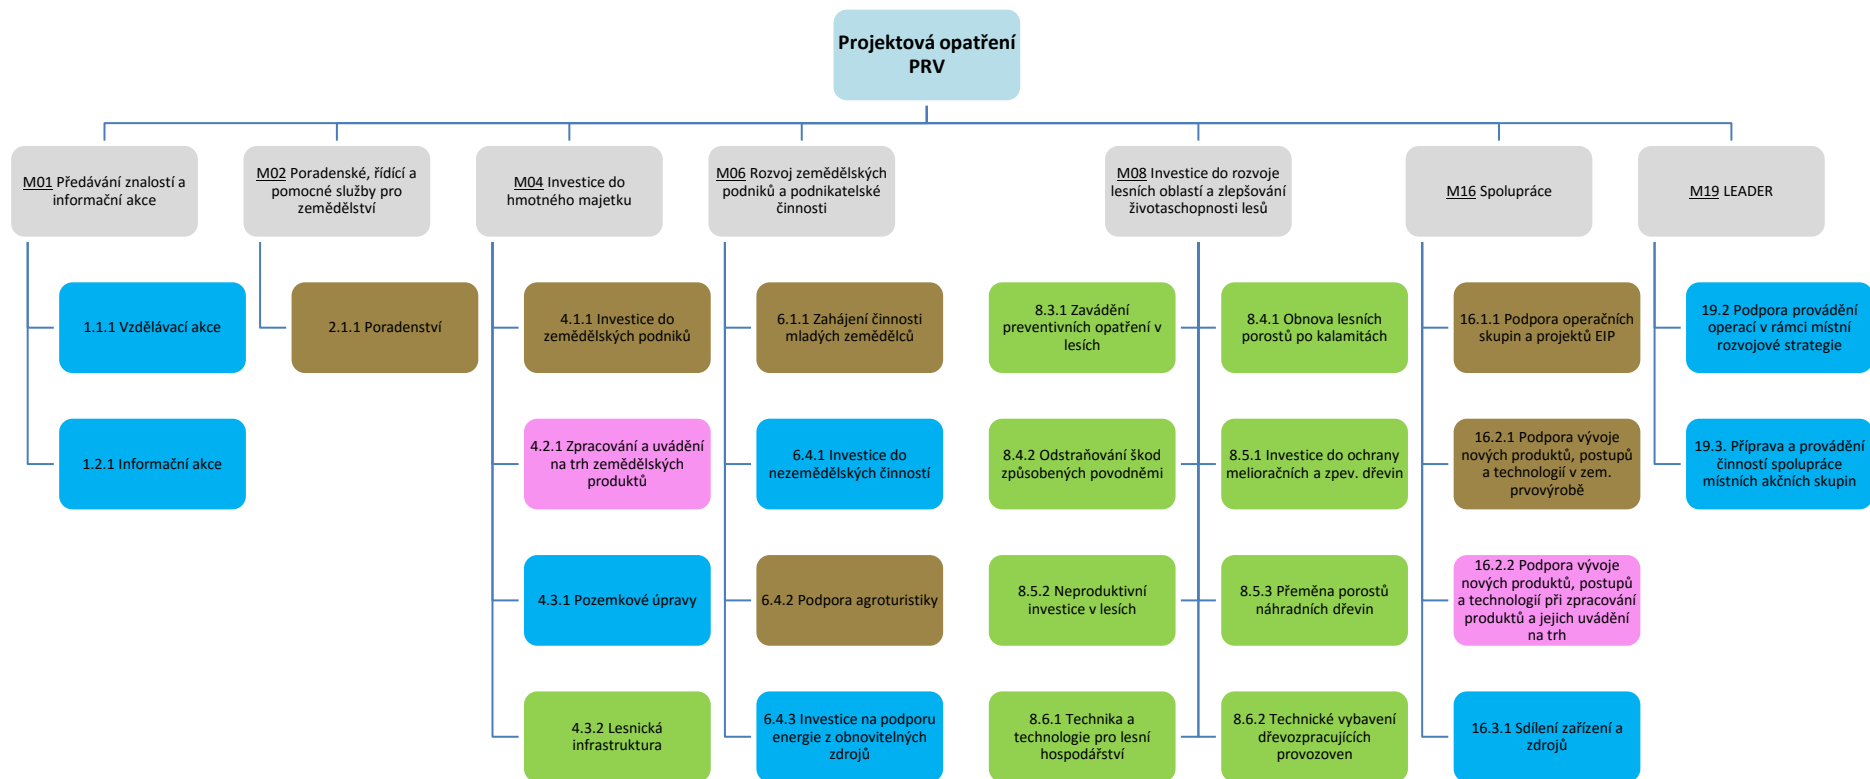 Projektová opatření
PRV
M01 Předávání znalostí a
informační akce
M02 Poradenské, řídící a
pomocné služby pro
zemědělství
M04 Investice do
hmotného majetku
M06 Rozvoj zemědělských
podniků a podnikatelské
činnosti
M08 Investice do rozvoje
lesních oblastí a zlepšování
životaschopnosti lesů
M16 Spolupráce
M19 LEADER
1.1.1 Vzdělávací akce
1.2.1 Informační akce
2.1.1 Poradenství
4.1.1 Investice do
zemědělských podniků
4.2.1 Zpracování a uvádění
na trh zemědělských
produktů
4.3.1 Pozemkové úpravy
4.3.2 Lesnická
infrastruktura
6.1.1 Zahájení činnosti
mladých zemědělců
6.4.1 Investice do
nezemědělských činností
6.4.2 Podpora agroturistiky
6.4.3 Investice na podporu
energie z obnovitelných
zdrojů
8.3.1 Zavádění
preventivních opatření v
lesích
8.4.1 Obnova lesních
porostů po kalamitách
8.4.2 Odstraňování škod
způsobených povodněmi
8.5.1 Investice do ochrany
melioračních a zpev. dřevin
8.5.2 Neproduktivní
investice v lesích
8.5.3 Přeměna porostů
náhradních dřevin
8.6.1 Technika a
technologie pro lesní
hospodářství
8.6.2 Technické vybavení
dřevozpracujících
provozoven
16.1.1 Podpora operačních
skupin a projektů EIP
16.2.1 Podpora vývoje
nových produktů, postupů
a technologií v zem.
prvovýrobě
16.2.2 Podpora vývoje
nových produktů, postupů
a technologií při zpracování
produktů a jejich uvádění
na trh
16.3.1 Sdílení zařízení a
zdrojů
19.2 Podpora provádění
operací v rámci místní
rozvojové strategie
19.3. Příprava a provádění
činností spolupráce
místních akčních skupin